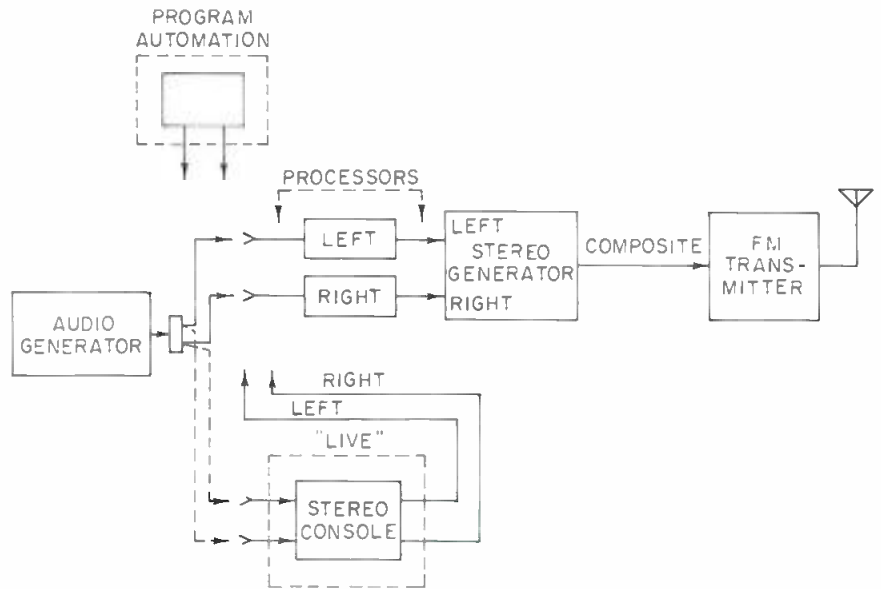 PROGRAM
AUTOMATION
PROCESSORS
LEFT
RIGHT
LEFT
STEREO
GENERATOR
RIGHT
COMPOSITE
FM
TRANS-
MITTER
AUDIO
GENERATOR
RIGHT
LEFT
"LIVE"
STEREO
CONSOLE